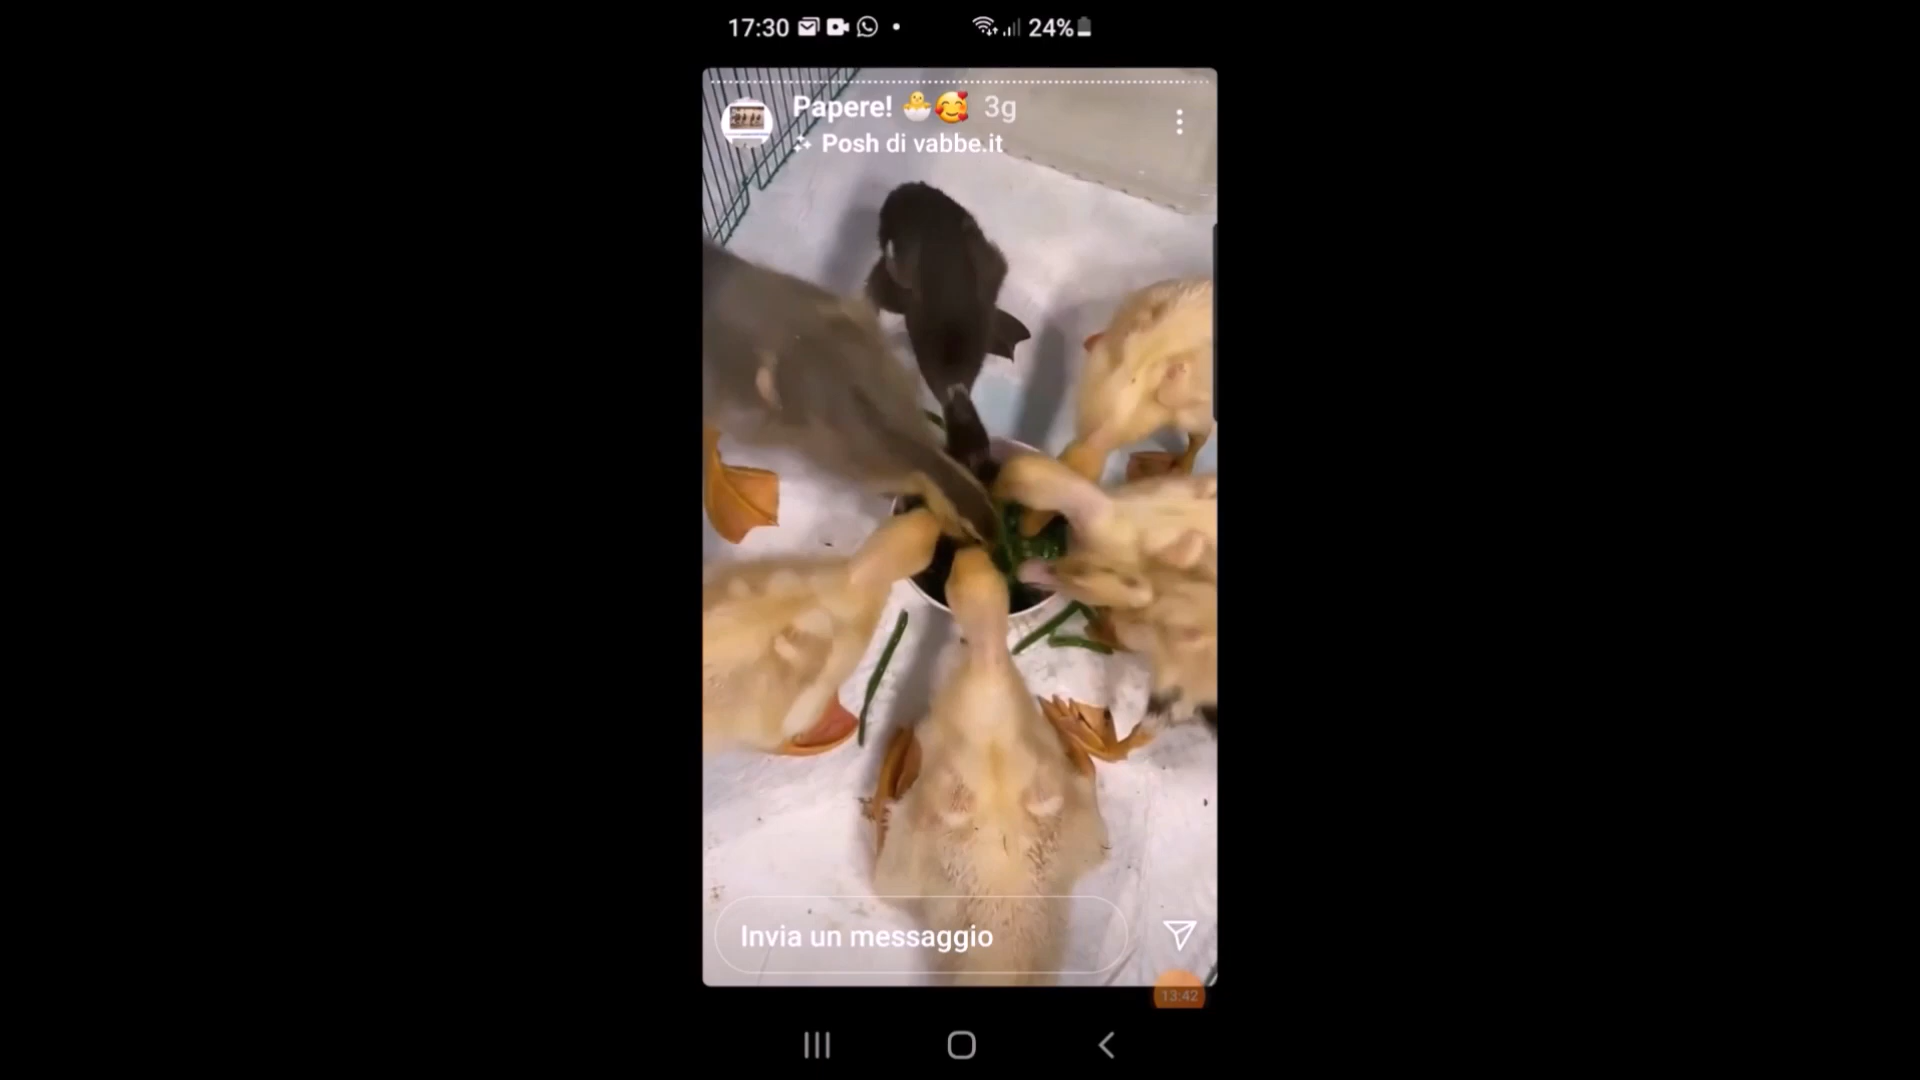 17:30 24%
Papere! 🐣🥰 3g
Posh di vabbe.it
Invia un messaggio
13:42